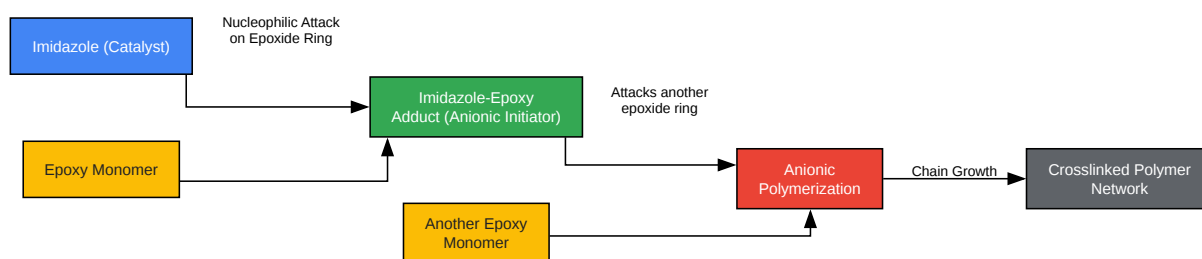 Imidazole (Catalyst)
Nucleophilic Attack
on Epoxide Ring
Imidazole-Epoxy
Adduct (Anionic Initiator)
Attacks another
epoxide ring
Epoxy Monomer
Anionic
Polymerization
Chain Growth
Crosslinked Polymer
Network
Another Epoxy
Monomer